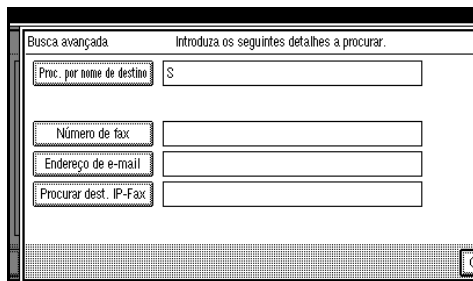 Busca avançada Introduza os seguintes detalhes a procurar.
Proc. por nome de destino S
Número de fax
Endereço de e-mail
Procurar dest. IP-Fax